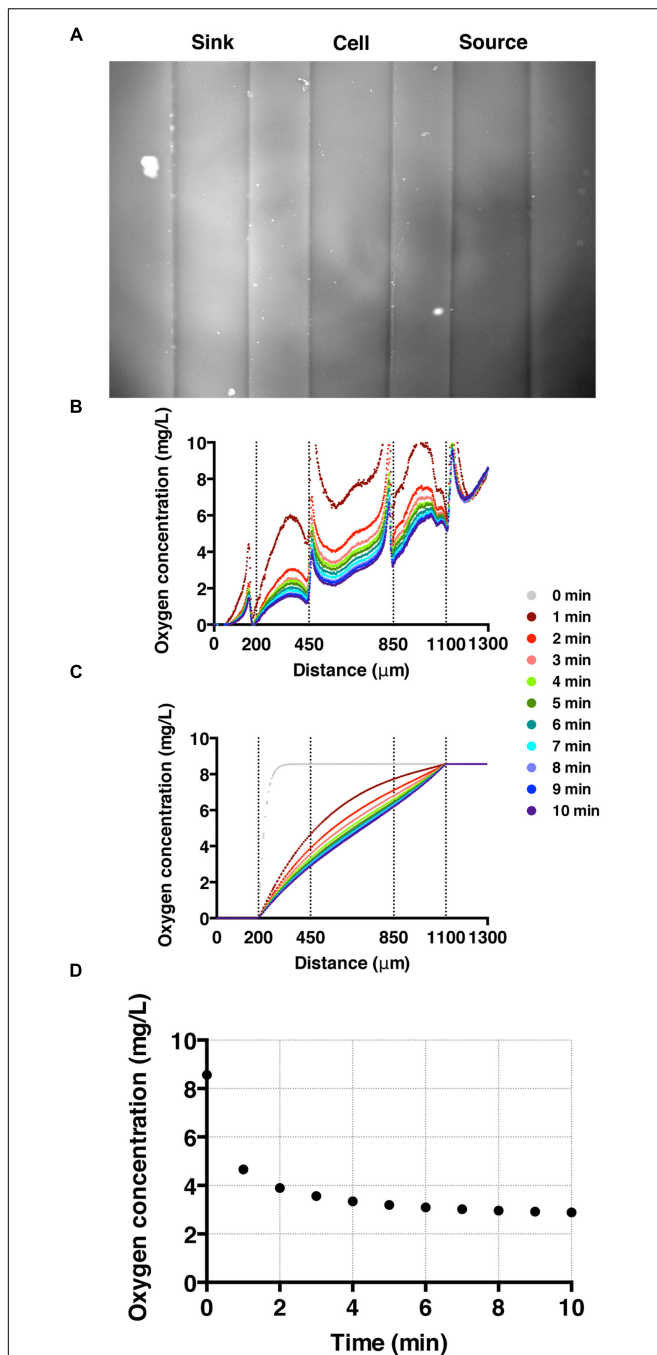 A
Sink Cell Source
B
10
8
6
4
2
0
Oxygen concentration (mg/L)
0 200 450 850 1100 1300
Distance (μm)
0 min
1 min
2 min
3 min
4 min
5 min
6 min
7 min
8 min
9 min
10 min
C
10
8
6
4
2
0
Oxygen concentration (mg/L)
0 200 450 850 1100 1300
Distance (μm)
D
10
8
6
4
2
0
Oxygen concentration (mg/L)
0 2 4 6 8 10
Time (min)